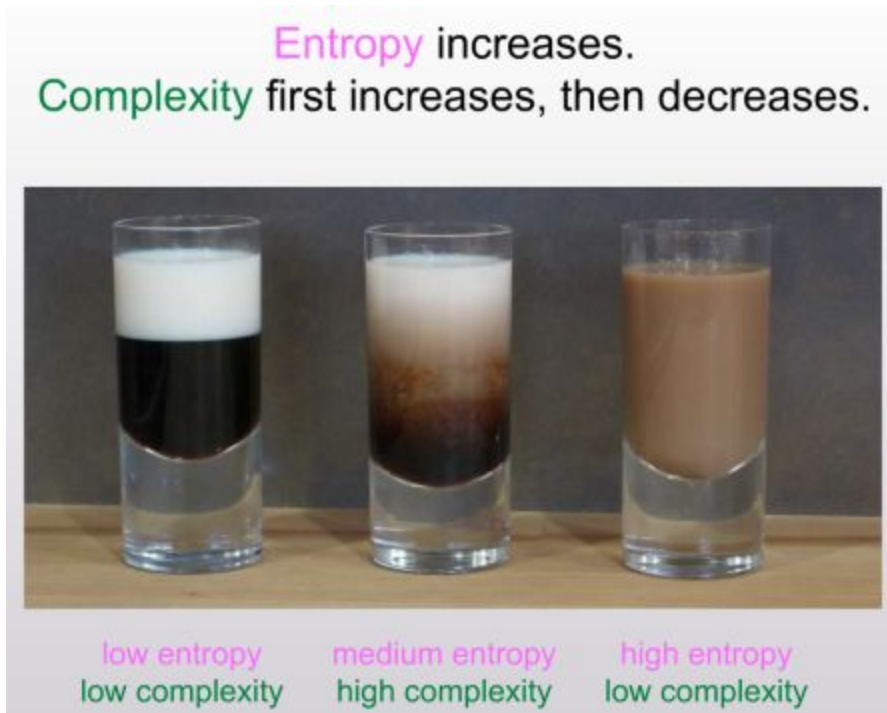 Entropy increases.
Complexity first increases, then decreases.
low entropy
low complexity
medium entropy
high complexity
high entropy
low complexity